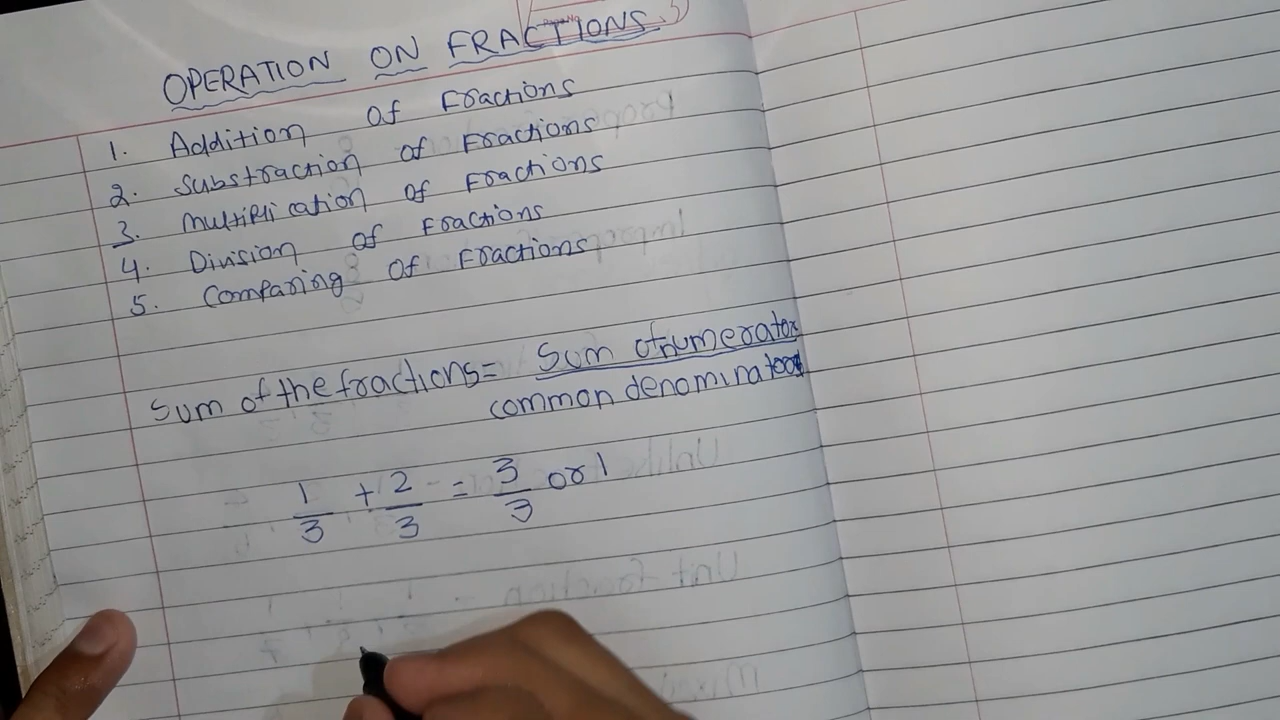 OPERATION ON FRACTIONS
1. Addition of Fractions
2. Substraction of Fractions
3. Multiplication of Fractions
4. Division of Fractions
5. Comparing of Fractions
Sum of the fractions = Sum of numerator
common denominator
1/3 + 2/3 = 3/3 or 1
Unit fraction